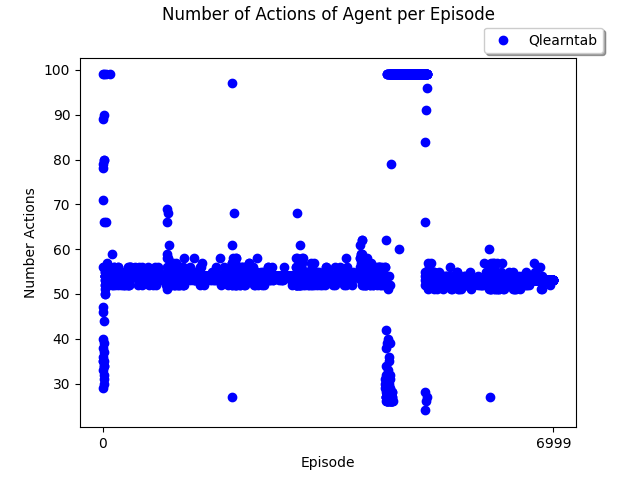 Number of Actions of Agent per Episode
Qlearntab
100
90
80
70
60
50
40
30
Number Actions
0
6999
Episode